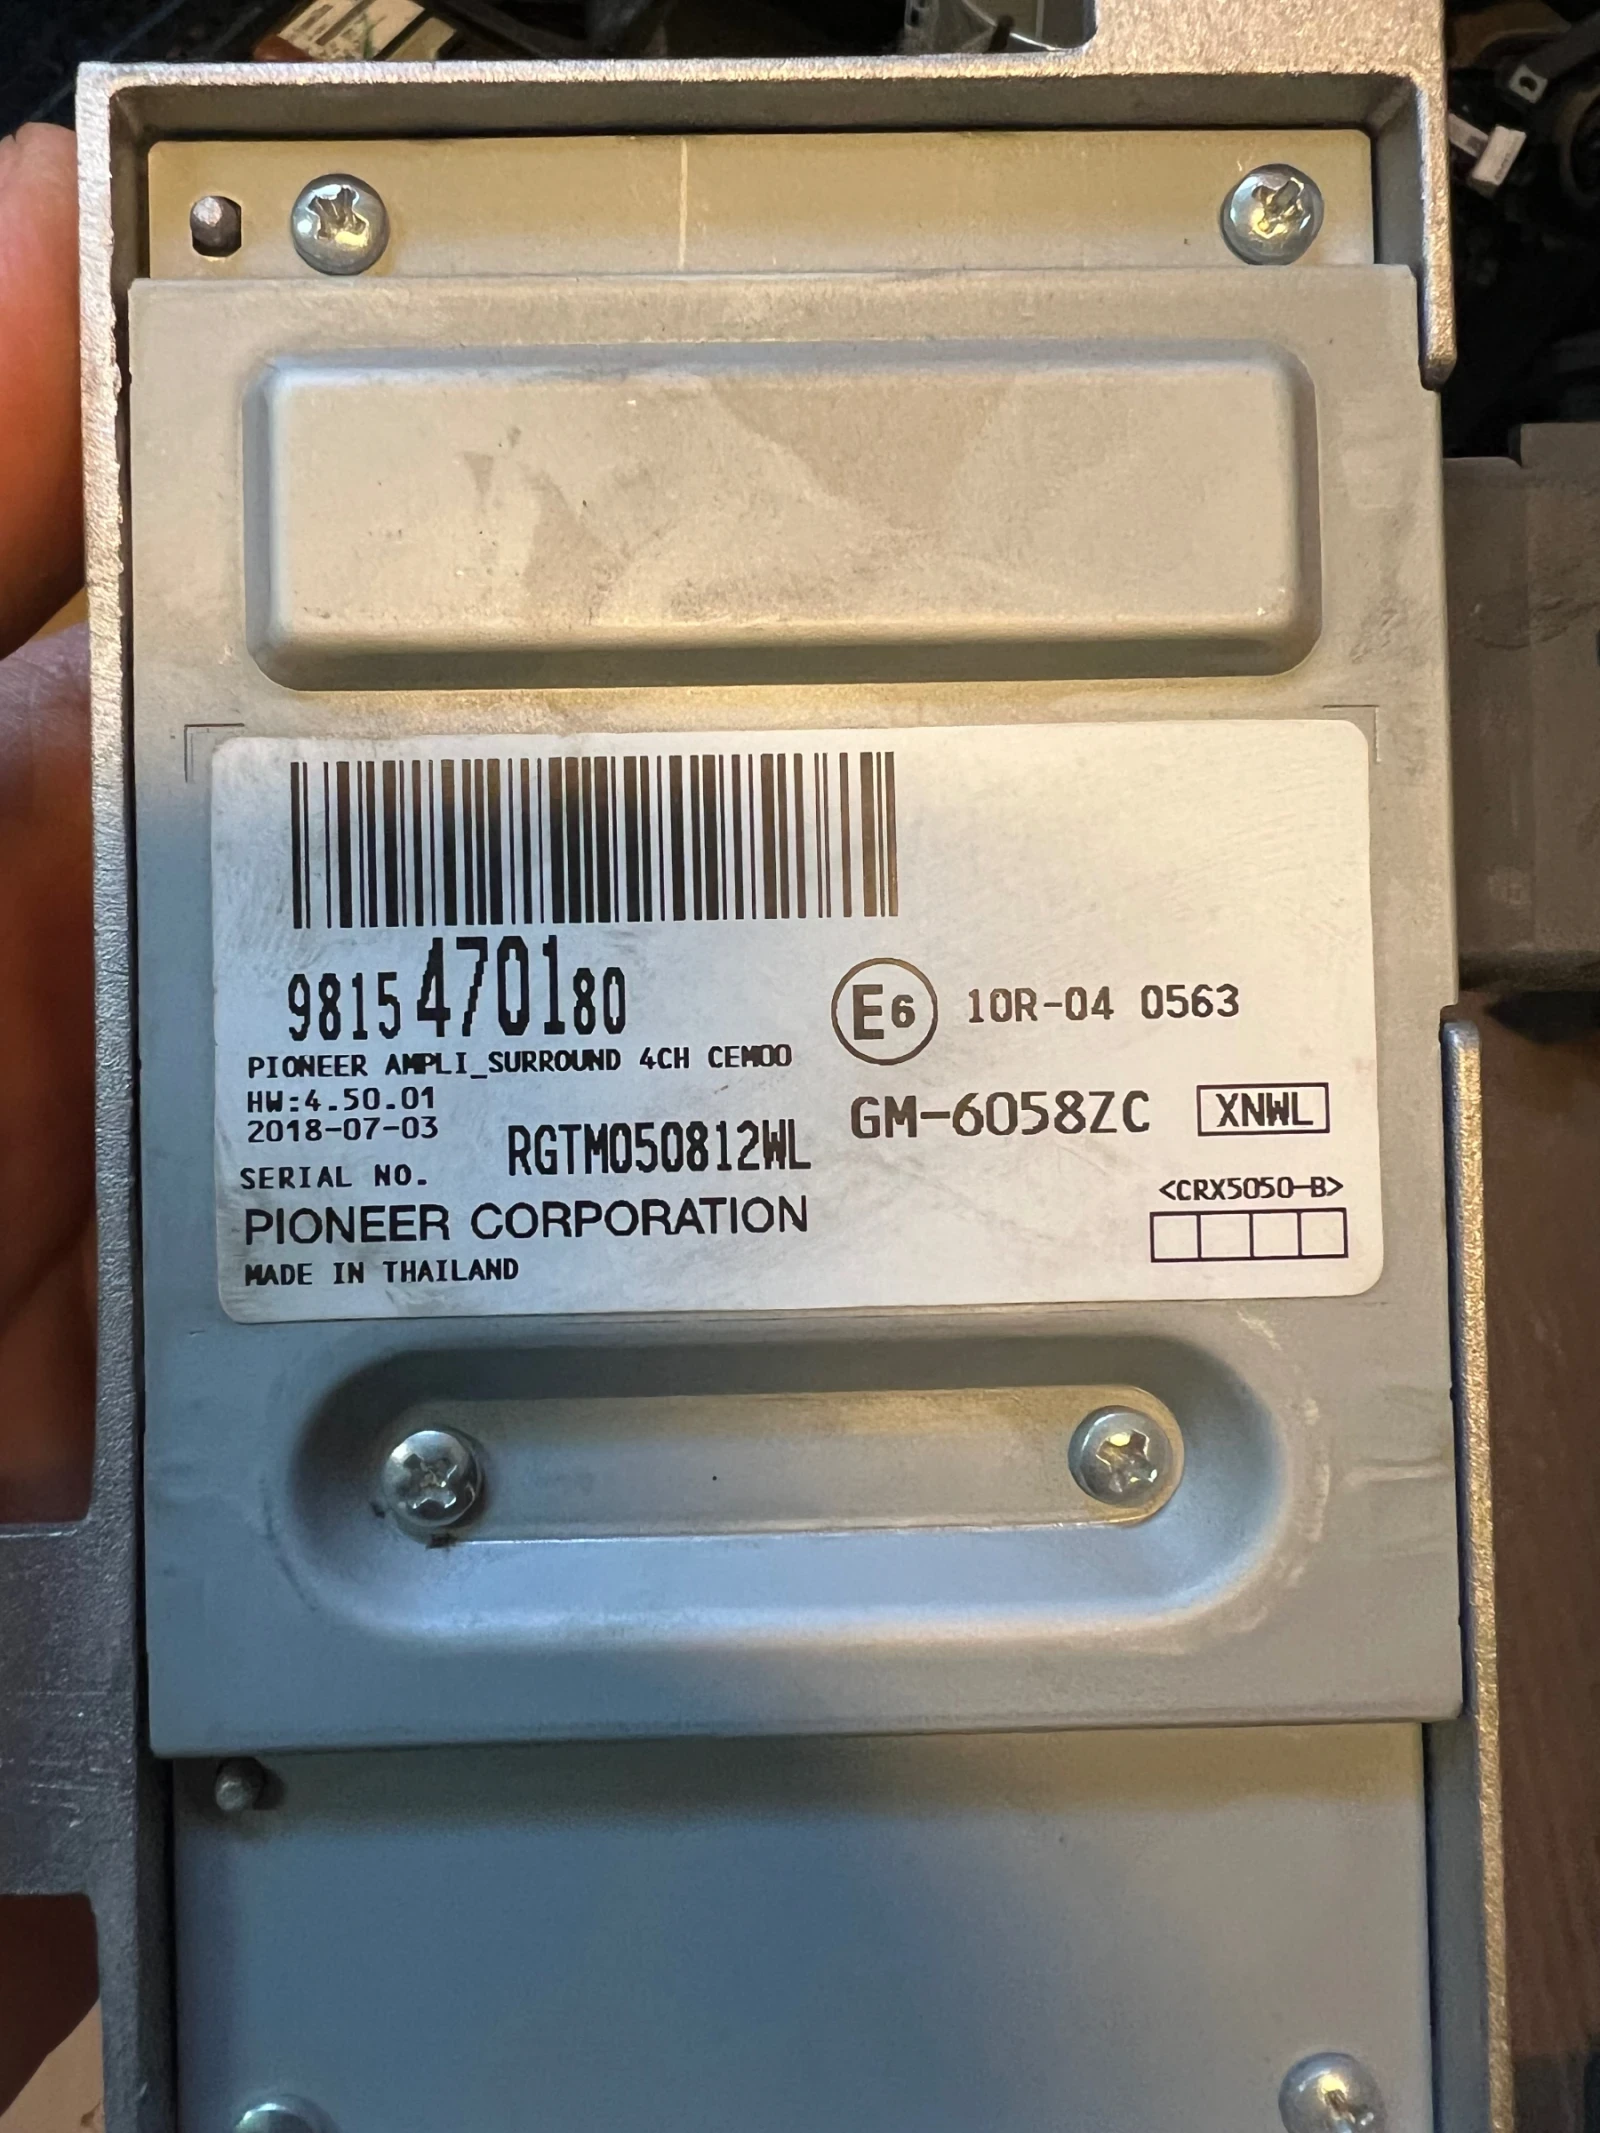 9815470180
E6 10R-04 0563
PIONEER AMPLI_SURROUND 4CH CEMOO
HW:4.50.01
2018-07-03
GM-6058ZC XNWL
SERIAL NO. RGTM050812WL
<CRX5050-B>
PIONEER CORPORATION
MADE IN THAILAND